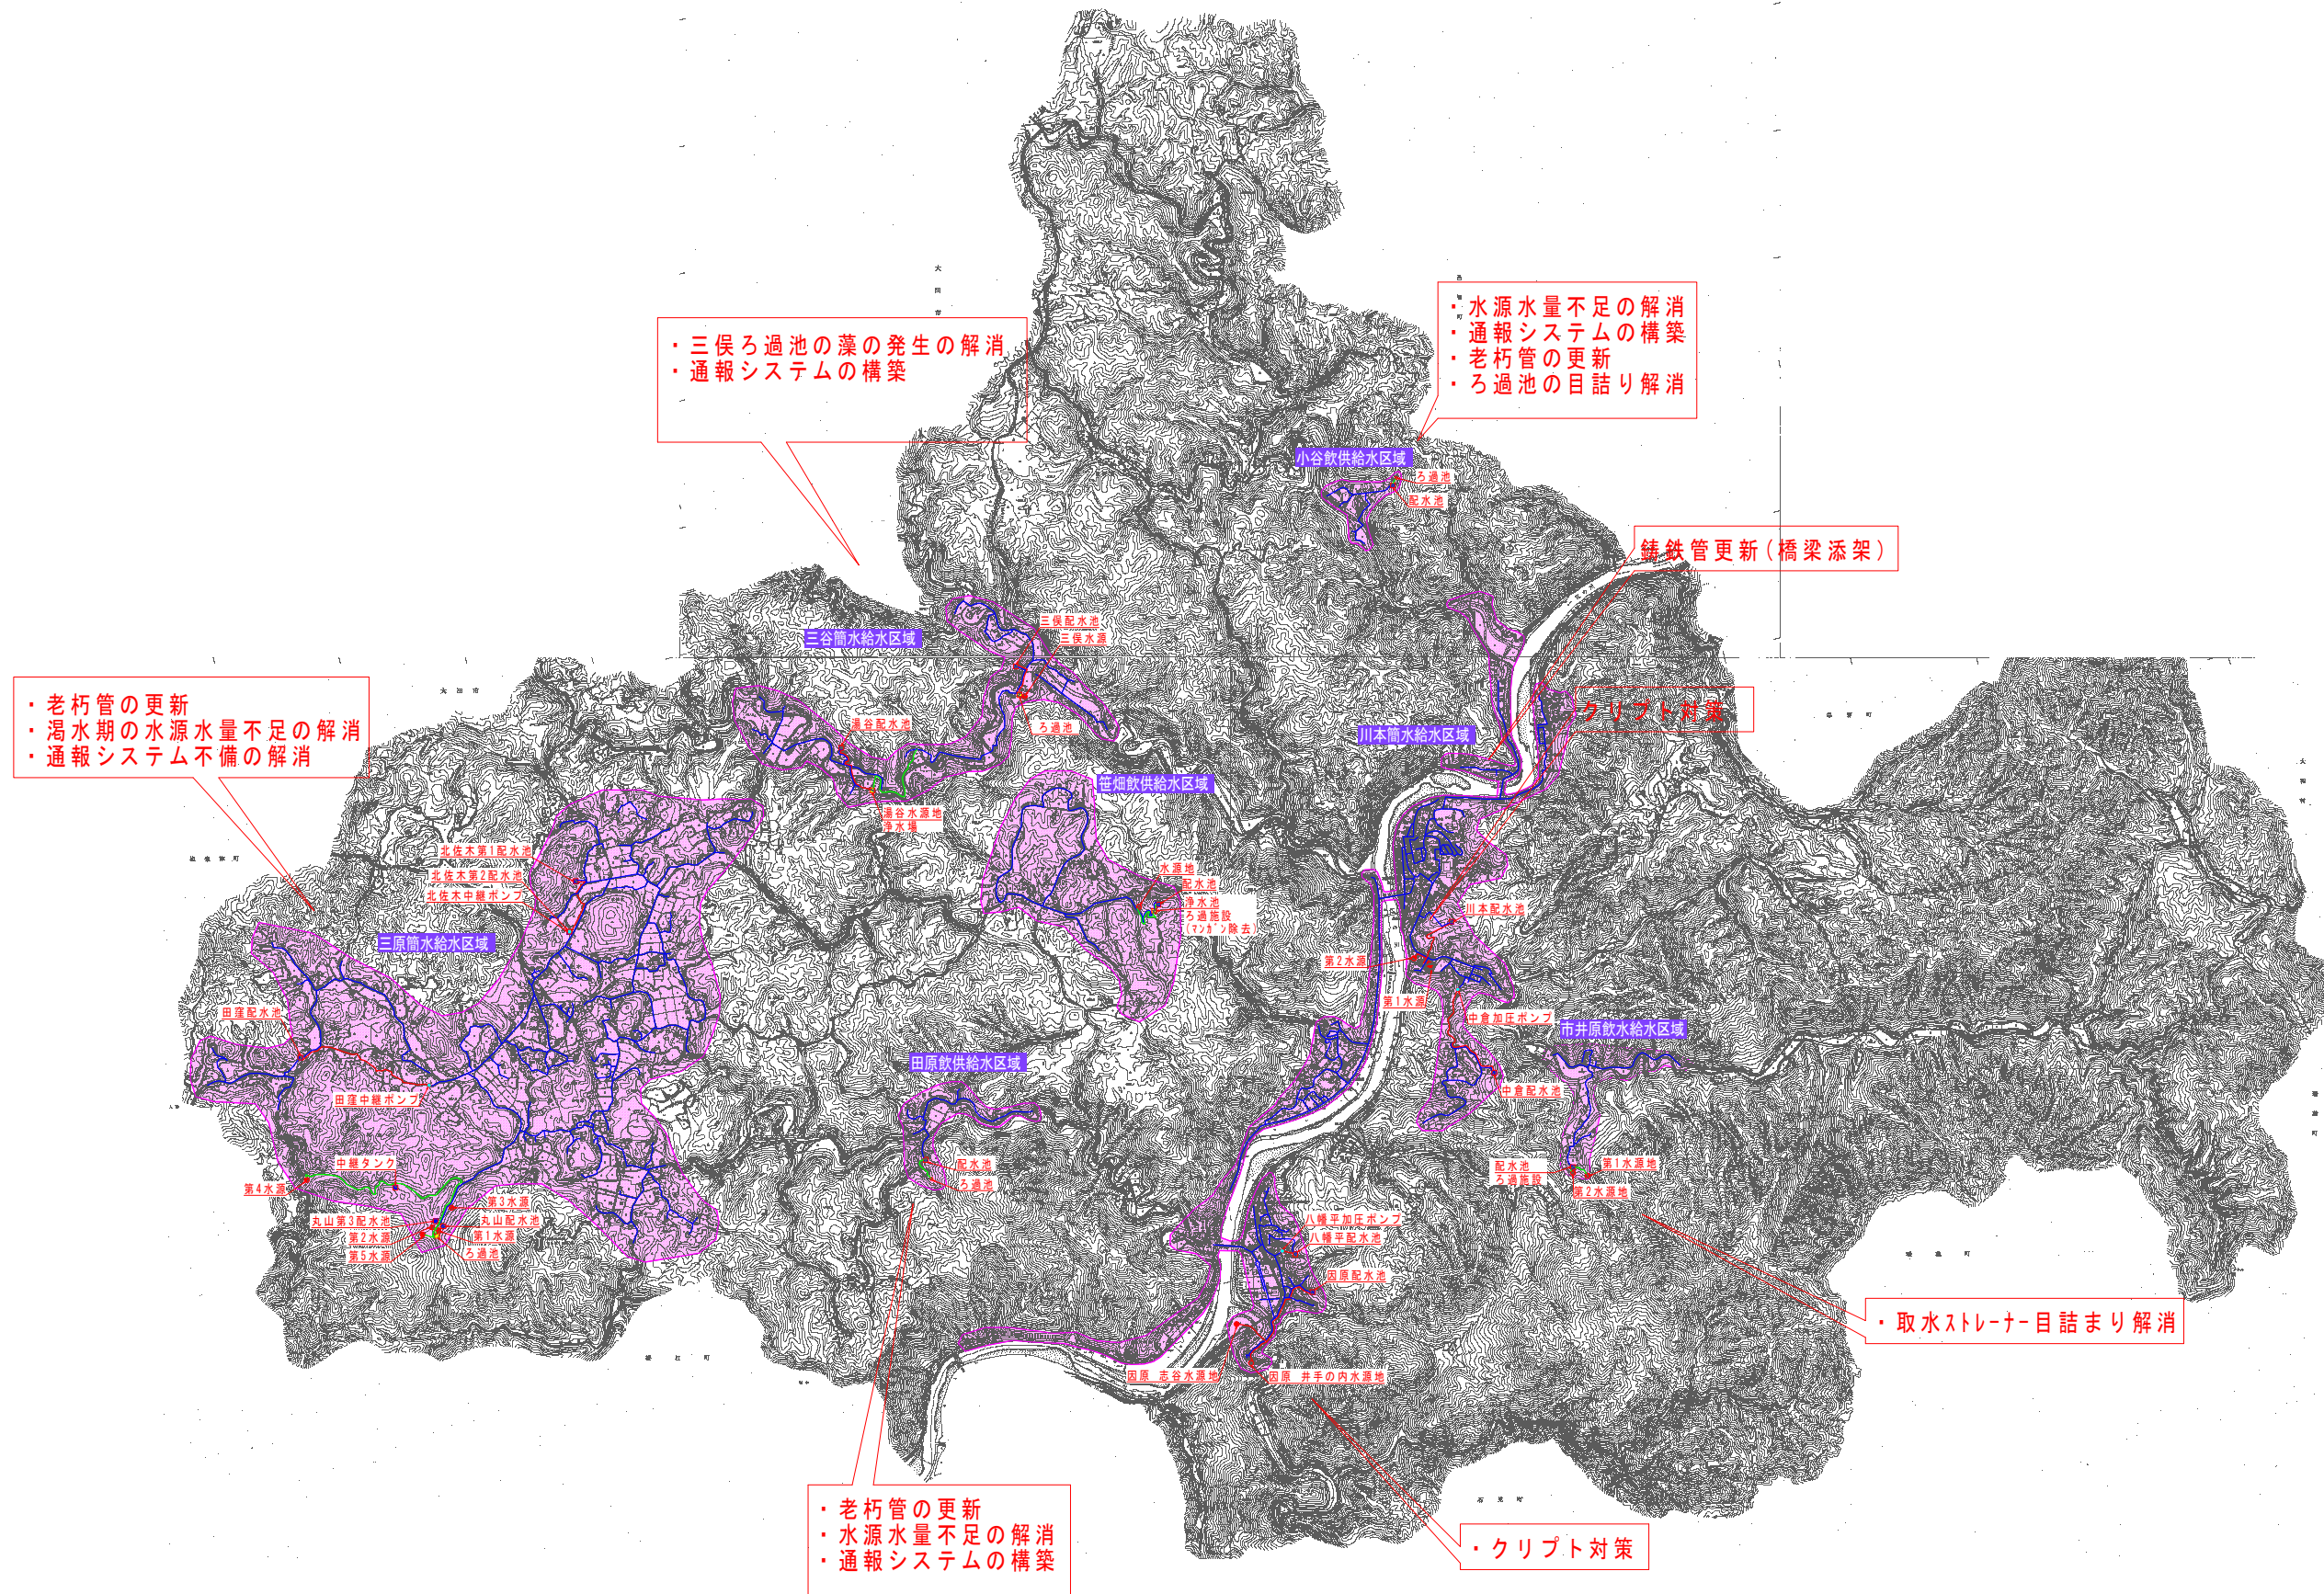 ・水源水量不足の解消
・通報システムの構築
・老朽管の更新
・ろ過池の目詰り解消
・三俣ろ過池の藻の発生の解消
・通報システムの構築
小谷飲供給水区域
ろ過池
配水池
鋳鉄管更新(橋梁添架)
三谷簡水給水区域
三俣配水池
三俣水源
ろ過池
湯谷配水池
湯谷水源地
浄水場
・老朽管の更新
・渇水期の水源水量不足の解消
・通報システム不備の解消
大田市
クリプト対策
川本簡水給水区域
笹畑飲供給水区域
水源地
配水池
浄水池
ろ過施設
(マンガン除去)
北佐木第1配水池
北佐木第2配水池
北佐木中継ポンプ
三原簡水給水区域
川本配水池
第2水源
第1水源
中倉加圧ポンプ
市井原飲水給水区域
中倉配水池
田窪配水池
田窪中継ポンプ
田原飲供給水区域
配水池
ろ過池
配水池
ろ過施設
第1水源地
第2水源地
中継タンク
第4水源
第3水源
丸山第3配水池
丸山配水池
第2水源
第1水源
第5水源
ろ過池
八幡平加圧ポンプ
八幡平配水池
因原配水池
因原 志谷水源地
因原 井手の内水源地
・取水ストレーナー目詰まり解消
・老朽管の更新
・水源水量不足の解消
・通報システムの構築
・クリプト対策